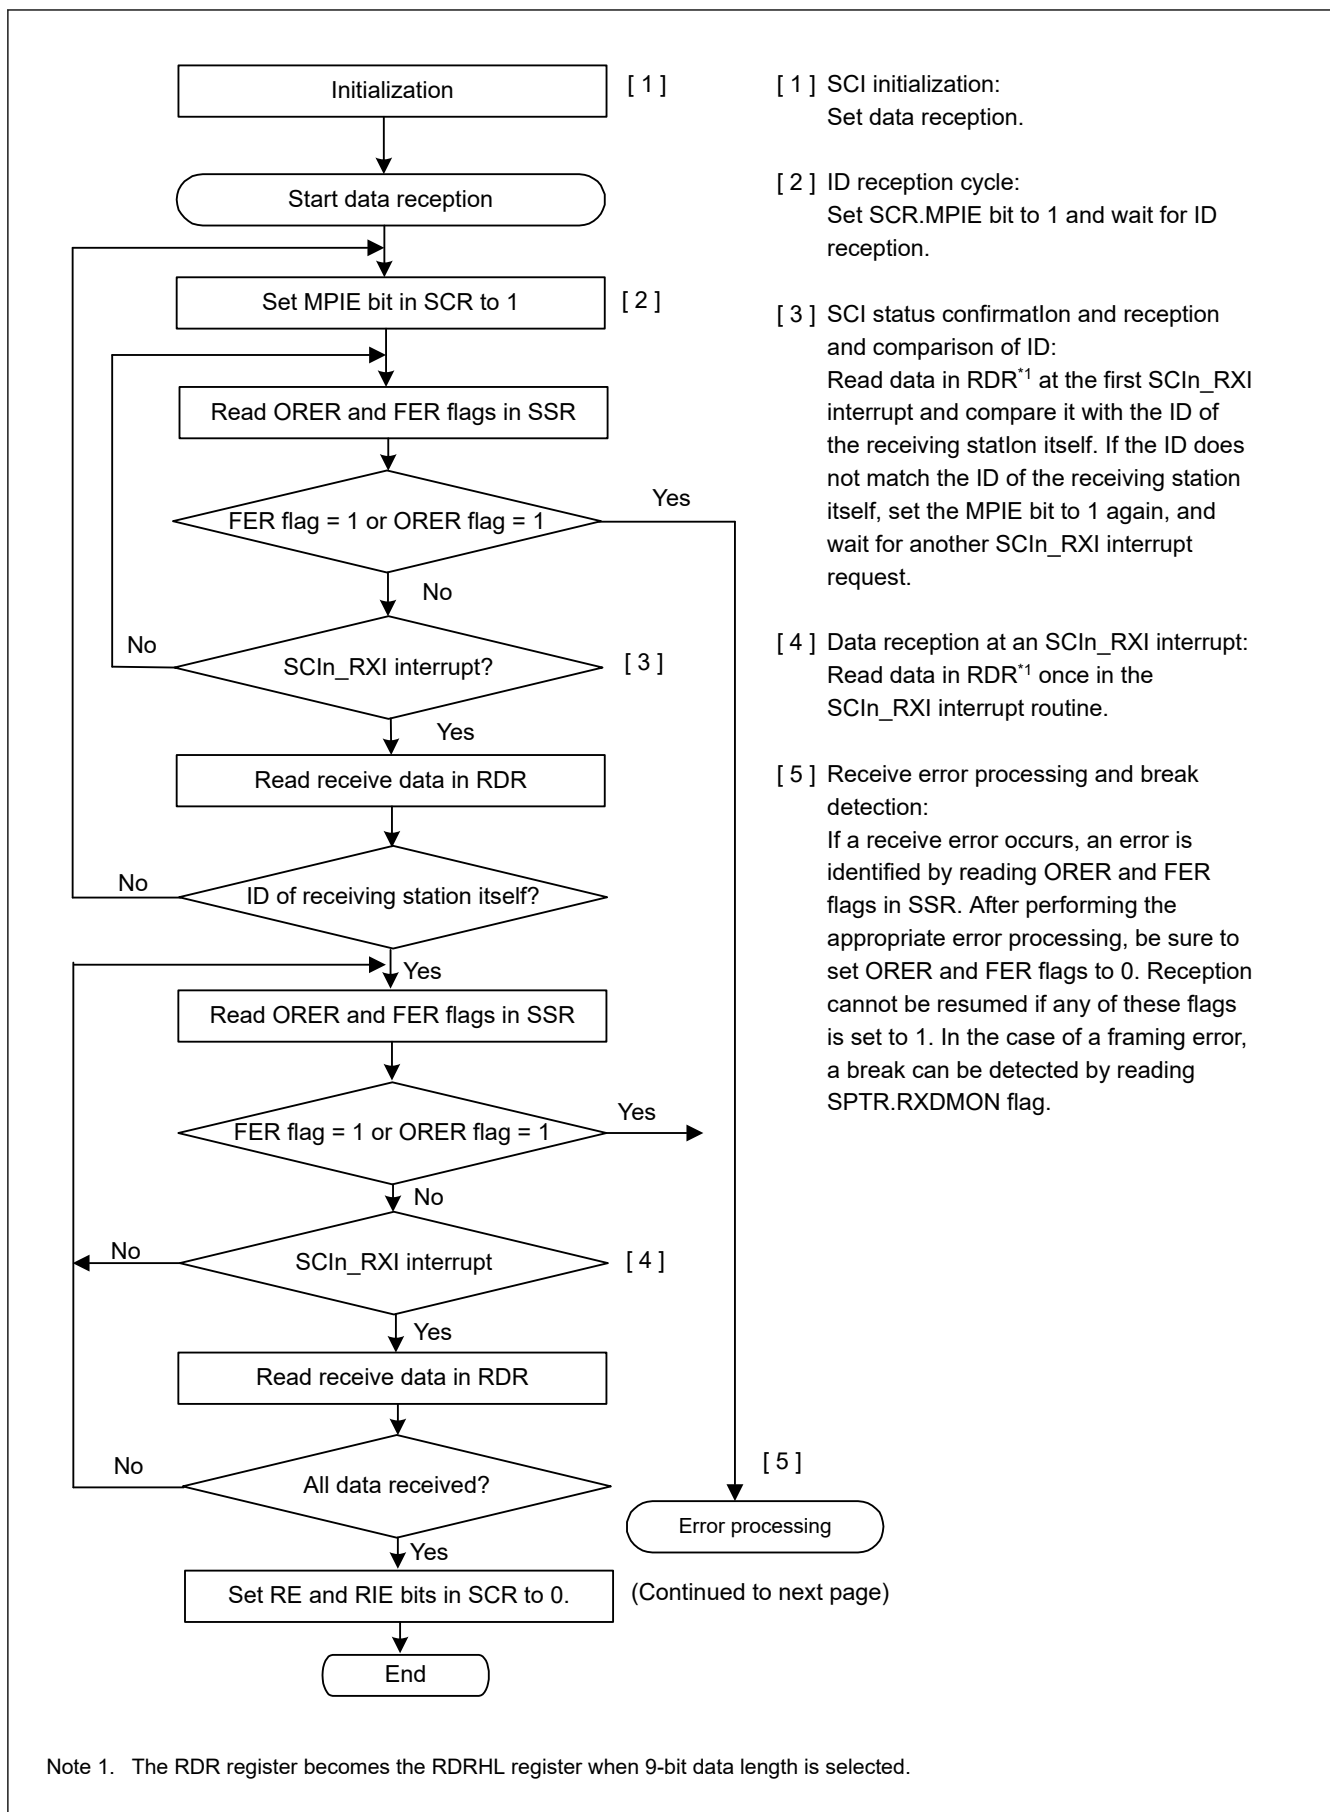 Initialization
[ 1 ]
Start data reception
Set MPIE bit in SCR to 1
[ 2 ]
Read ORER and FER flags in SSR
FER flag = 1 or ORER flag = 1
Yes
No
No
SCIn_RXI interrupt?
[ 3 ]
Yes
Read receive data in RDR
No
ID of receiving station itself?
Yes
Read ORER and FER flags in SSR
FER flag = 1 or ORER flag = 1
Yes
No
No
SCIn_RXI interrupt
[ 4 ]
Yes
Read receive data in RDR
No
All data received?
[ 5 ]
Error processing
Yes
Set RE and RIE bits in SCR to 0.
(Continued to next page)
End
[ 1 ] SCI initialization:
Set data reception.
[ 2 ] ID reception cycle:
Set SCR.MPIE bit to 1 and wait for ID
reception.
[ 3 ] SCI status confirmatIon and reception
and comparison of ID:
Read data in RDR*1 at the first SCIn_RXI
interrupt and compare it with the ID of
the receiving statIon itself. If the ID does
not match the ID of the receiving station
itself, set the MPIE bit to 1 again, and
wait for another SCIn_RXI interrupt
request.
[ 4 ] Data reception at an SCIn_RXI interrupt:
Read data in RDR*1 once in the
SCIn_RXI interrupt routine.
[ 5 ] Receive error processing and break
detection:
If a receive error occurs, an error is
identified by reading ORER and FER
flags in SSR. After performing the
appropriate error processing, be sure to
set ORER and FER flags to 0. Reception
cannot be resumed if any of these flags
is set to 1. In the case of a framing error,
a break can be detected by reading
SPTR.RXDMON flag.
Note 1. The RDR register becomes the RDRHL register when 9-bit data length is selected.